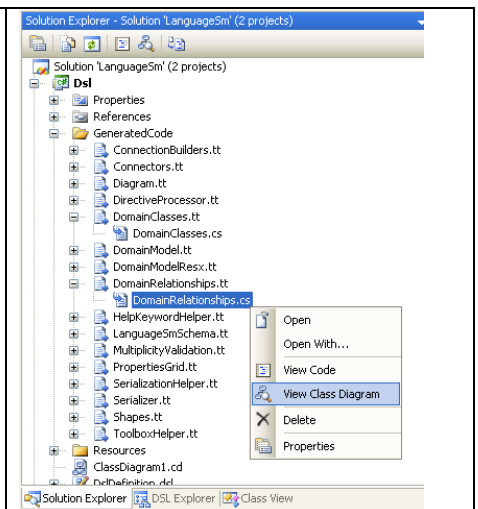 Solution Explorer - Solution 'LanguageSm' (2 projects)
Solution 'LanguageSm' (2 projects)
Dsl
Properties
References
GeneratedCode
ConnectionBuilders.tt
Connectors.tt
Diagram.tt
DirectiveProcessor.tt
DomainClasses.tt
DomainClasses.cs
DomainModel.tt
DomainModelResx.tt
DomainRelationships.tt
DomainRelationships.cs
HelpKeywordHelper.tt
LanguageSmSchema.tt
MultiplicityValidation.tt
PropertiesGrid.tt
SerializationHelper.tt
Serializer.tt
Shapes.tt
ToolboxHelper.tt
Resources
ClassDiagram1.cd
DslDefinition.dsl
Open
Open With...
View Code
View Class Diagram
Delete
Properties
Solution Explorer DSL Explorer Class View